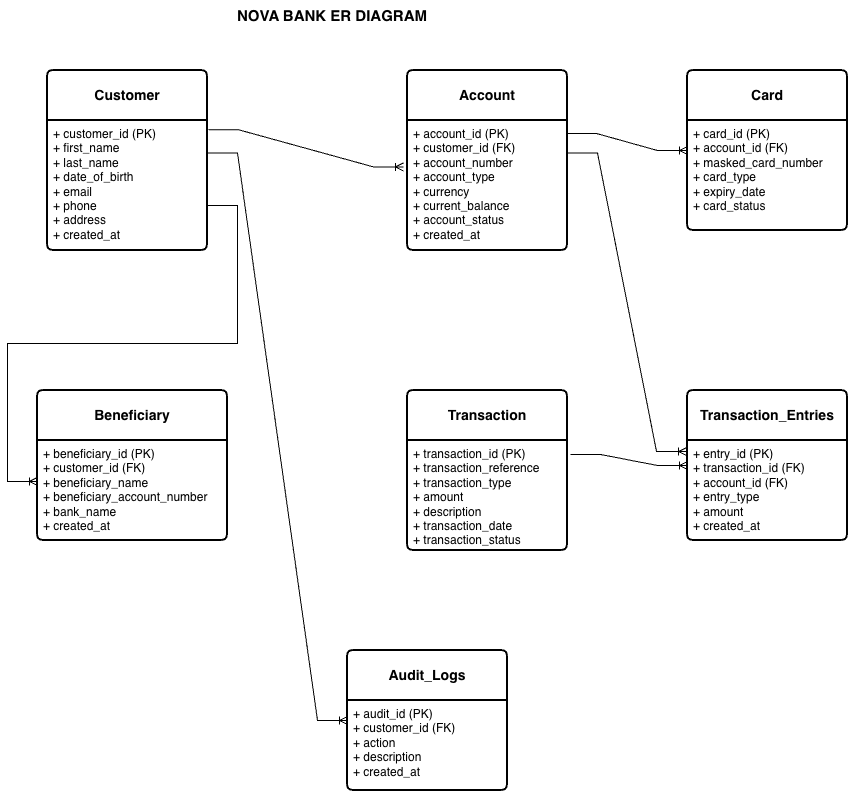 NOVA BANK ER DIAGRAM
Customer
+ customer_id (PK)
+ first_name
+ last_name
+ date_of_birth
+ email
+ phone
+ address
+ created_at
Account
+ account_id (PK)
+ customer_id (FK)
+ account_number
+ account_type
+ currency
+ current_balance
+ account_status
+ created_at
Card
+ card_id (PK)
+ account_id (FK)
+ masked_card_number
+ card_type
+ expiry_date
+ card_status
Beneficiary
+ beneficiary_id (PK)
+ customer_id (FK)
+ beneficiary_name
+ beneficiary_account_number
+ bank_name
+ created_at
Transaction
+ transaction_id (PK)
+ transaction_reference
+ transaction_type
+ amount
+ description
+ transaction_date
+ transaction_status
Transaction_Entries
+ entry_id (PK)
+ transaction_id (FK)
+ account_id (FK)
+ entry_type
+ amount
+ created_at
Audit_Logs
+ audit_id (PK)
+ customer_id (FK)
+ action
+ description
+ created_at